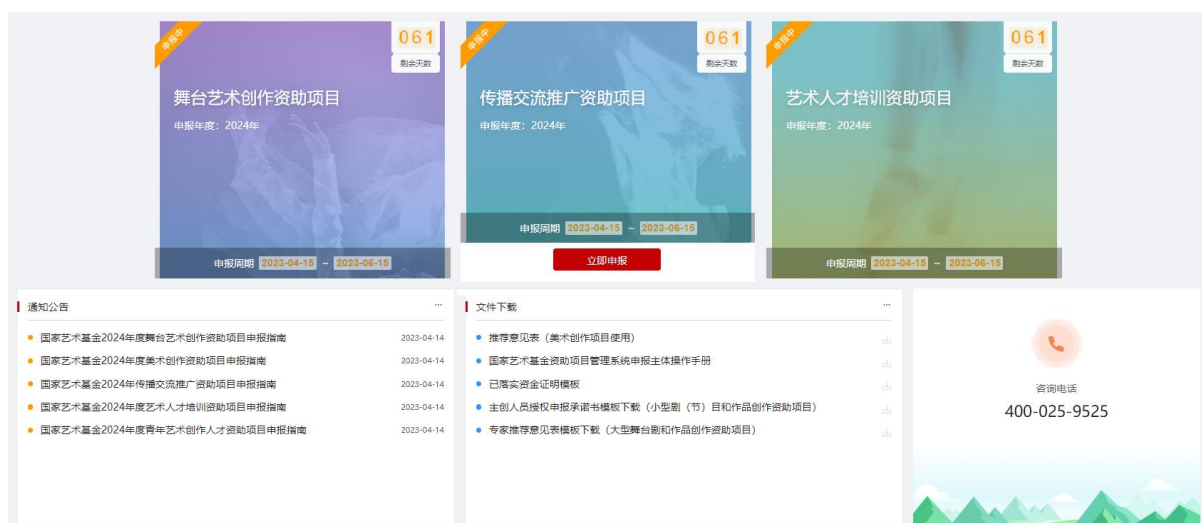 申报中
061
剩余天数
舞台艺术创作资助项目
申报年度：2024年
申报周期 2023-04-15 ~ 2023-06-15
申报中
061
剩余天数
传播交流推广资助项目
申报年度：2024年
申报周期 2023-04-15 ~ 2023-06-15
立即申报
申报中
061
剩余天数
艺术人才培训资助项目
申报年度：2024年
申报周期 2023-04-15 ~ 2023-06-15
通知公告 ...
国家艺术基金2024年度舞台艺术创作资助项目申报指南 2023-04-14
国家艺术基金2024年度美术创作资助项目申报指南 2023-04-14
国家艺术基金2024年传播交流推广资助项目申报指南 2023-04-14
国家艺术基金2024年度艺术人才培训资助项目申报指南 2023-04-14
国家艺术基金2024年度青年艺术创作人才资助项目申报指南 2023-04-14
文件下载 ...
推荐意见表（美术创作项目使用）
国家艺术基金资助项目管理系统申报主体操作手册
已落实资金证明模板
主创人员授权申报承诺书模板下载（小型剧（节）目和作品创作资助项目）
专家推荐意见表模板下载（大型舞台剧和作品创作资助项目）
咨询电话
400-025-9525